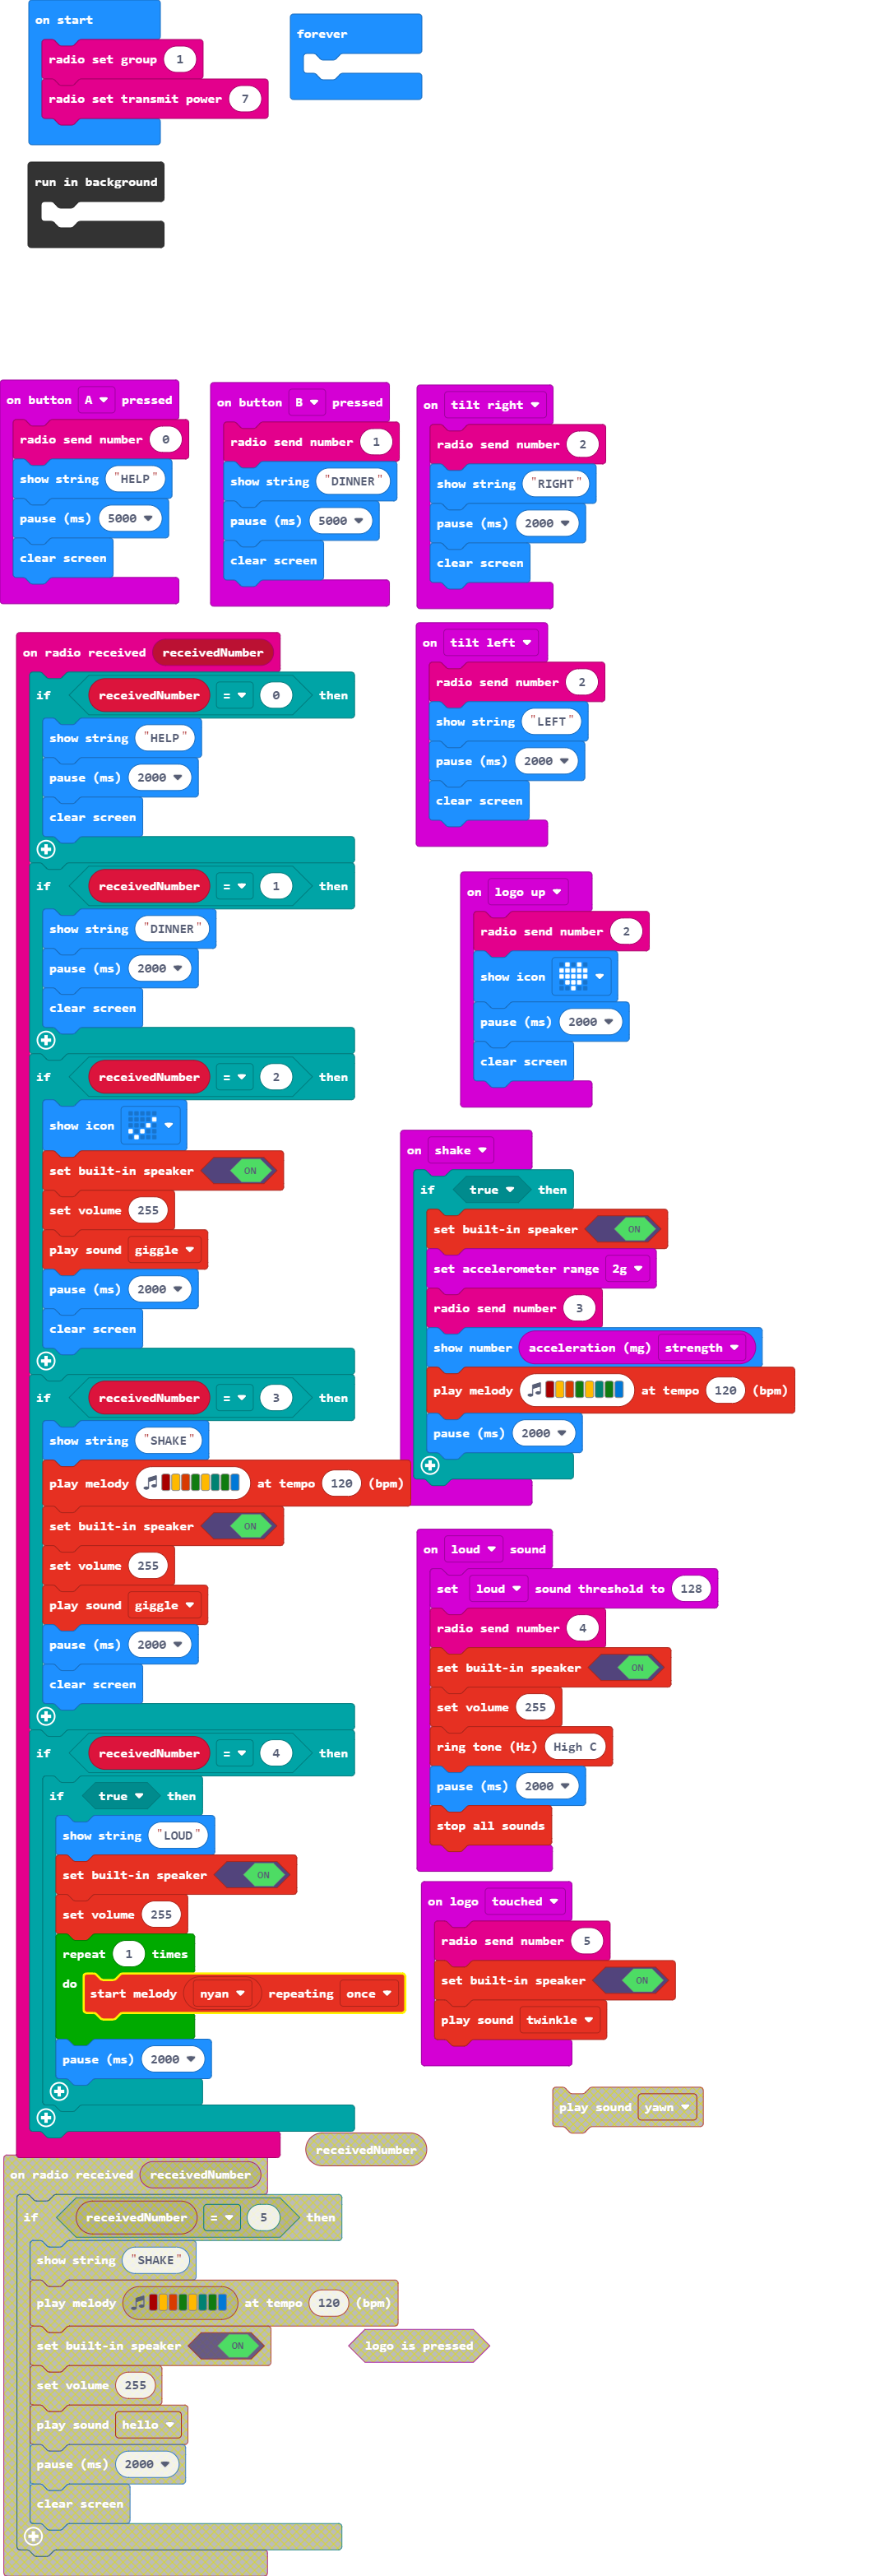 on start
radio set group 1
radio set transmit power 7
forever
run in background
on button A pressed
radio send number 0
show string "HELP"
pause (ms) 5000
clear screen
on button B pressed
radio send number 1
show string "DINNER"
pause (ms) 5000
clear screen
on tilt right
radio send number 2
show string "RIGHT"
pause (ms) 2000
clear screen
on radio received receivedNumber
if receivedNumber = 0 then
show string "HELP"
pause (ms) 2000
clear screen
if receivedNumber = 1 then
show string "DINNER"
pause (ms) 2000
clear screen
if receivedNumber = 2 then
show icon
set built-in speaker ON
set volume 255
play sound giggle
pause (ms) 2000
clear screen
if receivedNumber = 3 then
show string "SHAKE"
play melody at tempo 120 (bpm)
set built-in speaker ON
set volume 255
play sound giggle
pause (ms) 2000
clear screen
if receivedNumber = 4 then
if true then
show string "LOUD"
set built-in speaker ON
set volume 255
repeat 1 times
do start melody nyan repeating once
pause (ms) 2000
on tilt left
radio send number 2
show string "LEFT"
pause (ms) 2000
clear screen
on logo up
radio send number 2
show icon
pause (ms) 2000
clear screen
on shake
if true then
set built-in speaker ON
set accelerometer range 2g
radio send number 3
show number acceleration (mg) strength
play melody at tempo 120 (bpm)
pause (ms) 2000
on loud sound
set loud sound threshold to 128
radio send number 4
set built-in speaker ON
set volume 255
ring tone (Hz) High C
pause (ms) 2000
stop all sounds
on logo touched
radio send number 5
set built-in speaker ON
play sound twinkle
play sound yawn
receivedNumber
on radio received receivedNumber
if receivedNumber = 5 then
show string "SHAKE"
play melody at tempo 120 (bpm)
set built-in speaker ON
set volume 255
play sound hello
pause (ms) 2000
clear screen
logo is pressed